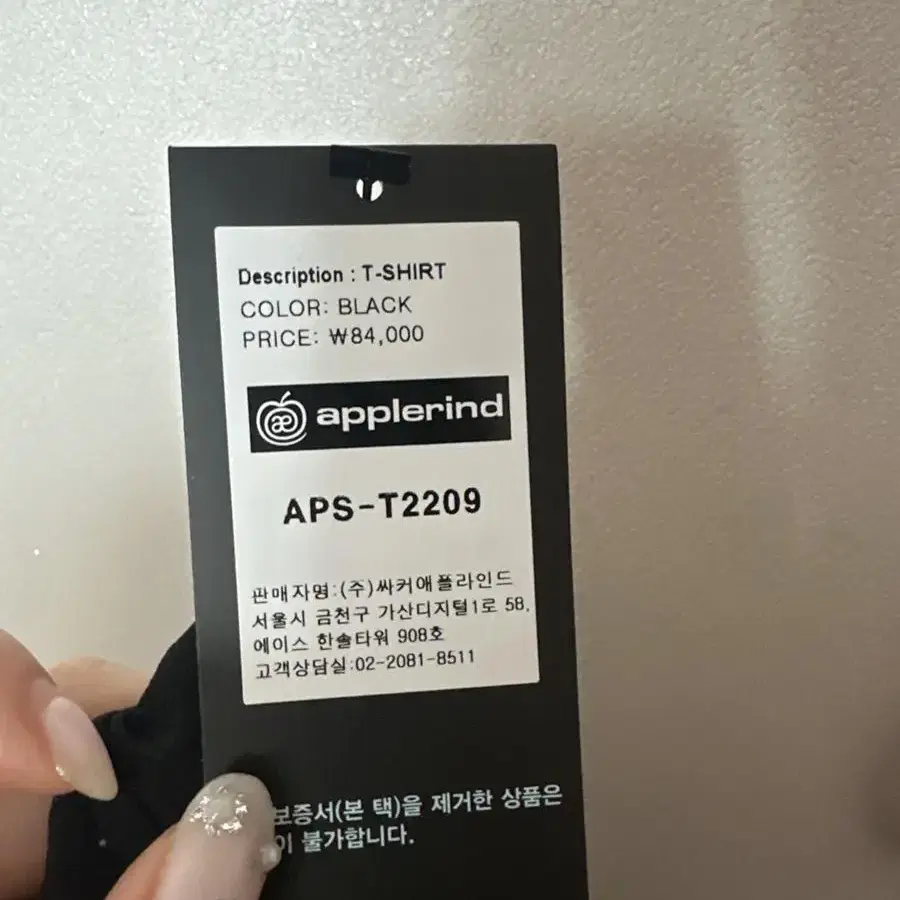 Description : T-SHIRT
COLOR: BLACK
PRICE: ₩84,000
æ applerind
APS-T2209
판매자명:(주)싸커애플라인드
서울시 금천구 가산디지털1로 58,
에이스 한솔타워 908호
고객상담실:02-2081-8511
보증서(본 택)을 제거한 상품은
불가합니다.